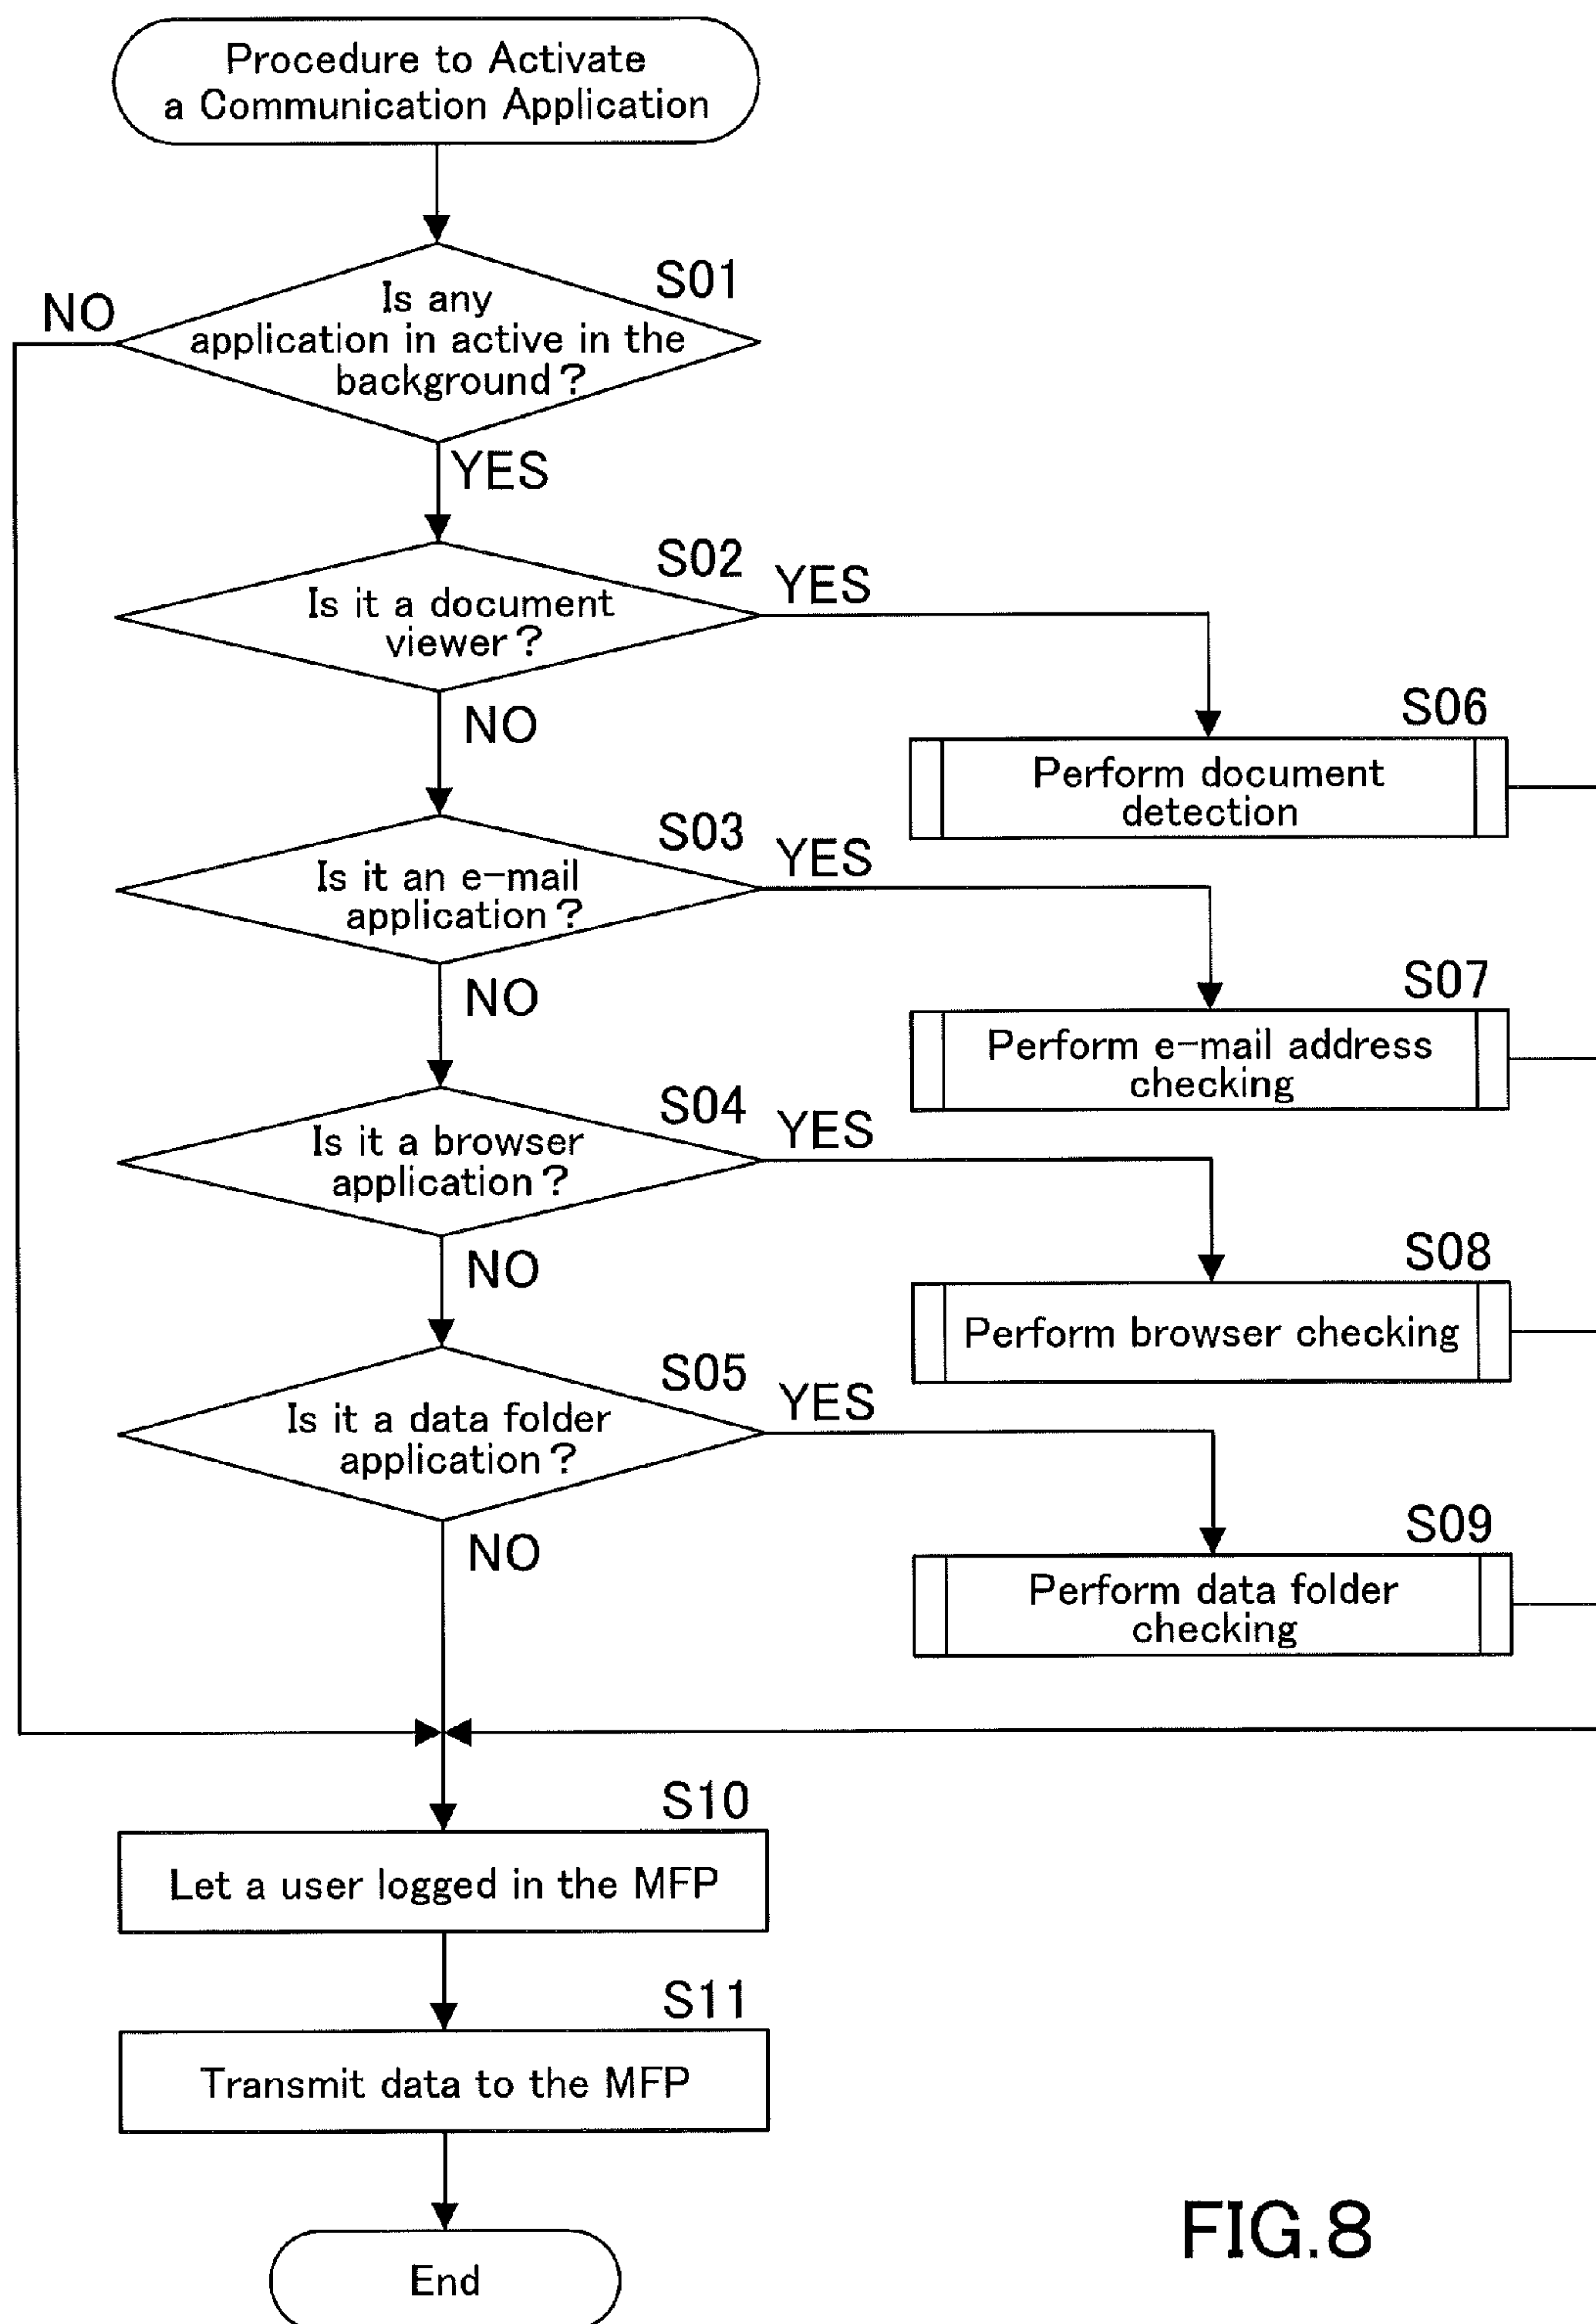 Procedure to Activate
a Communication Application
S01
Is any
application in active in the
background?
NO
YES
S02
Is it a document
viewer?
YES
NO
S06
Perform document
detection
S03
Is it an e-mail
application?
YES
NO
S07
Perform e-mail address
checking
S04
Is it a browser
application?
YES
NO
S08
Perform browser checking
S05
Is it a data folder
application?
YES
NO
S09
Perform data folder
checking
S10
Let a user logged in the MFP
S11
Transmit data to the MFP
End
FIG.8